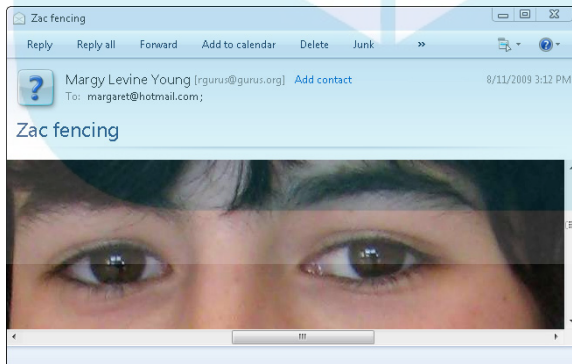 Zac fencing
Reply Reply all Forward Add to calendar Delete Junk »
Margy Levine Young [rgurus@gurus.org] Add contact 8/11/2009 3:12 PM
To: margaret@hotmail.com;
Zac fencing